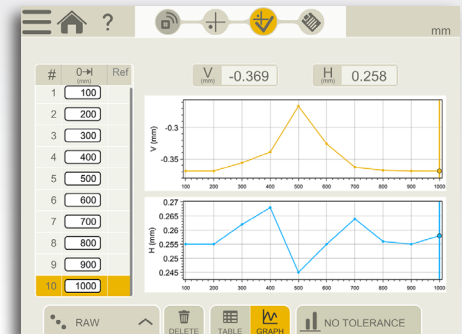 ?
mm
# 0 (mm) Ref
V (mm) -0.369 H (mm) 0.258
1 100
2 200
3 300
4 400
5 500
6 600
7 700
8 800
9 900
10 1000
V (mm)
-0.3
-0.35
100 200 300 400 500 600 700 800 900 1000
H (mm)
0.27
0.265
0.26
0.255
0.25
0.245
100 200 300 400 500 600 700 800 900 1000
RAW DELETE TABLE GRAPH NO TOLERANCE